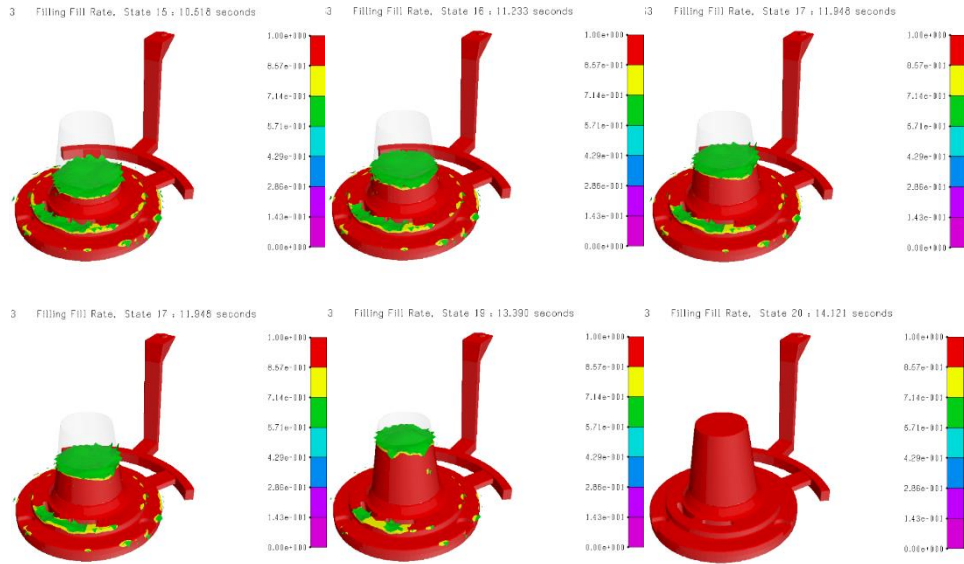 3 Filling Fill Rate, State 15 : 10.518 seconds
1.00e+000
8.57e-001
7.14e-001
5.71e-001
4.29e-001
2.86e-001
1.43e-001
0.00e+000
3 Filling Fill Rate, State 16 : 11.233 seconds
1.00e+000
8.57e-001
7.14e-001
5.71e-001
4.29e-001
2.86e-001
1.43e-001
0.00e+000
3 Filling Fill Rate, State 17 : 11.948 seconds
1.00e+000
8.57e-001
7.14e-001
5.71e-001
4.29e-001
2.86e-001
1.43e-001
0.00e+000
3 Filling Fill Rate, State 17 : 11.948 seconds
1.00e+000
8.57e-001
7.14e-001
5.71e-001
4.29e-001
2.86e-001
1.43e-001
0.00e+000
3 Filling Fill Rate, State 19 : 13.390 seconds
1.00e+000
8.57e-001
7.14e-001
5.71e-001
4.29e-001
2.86e-001
1.43e-001
0.00e+000
3 Filling Fill Rate, State 20 : 14.121 seconds
1.00e+000
8.57e-001
7.14e-001
5.71e-001
4.29e-001
2.86e-001
1.43e-001
0.00e+000